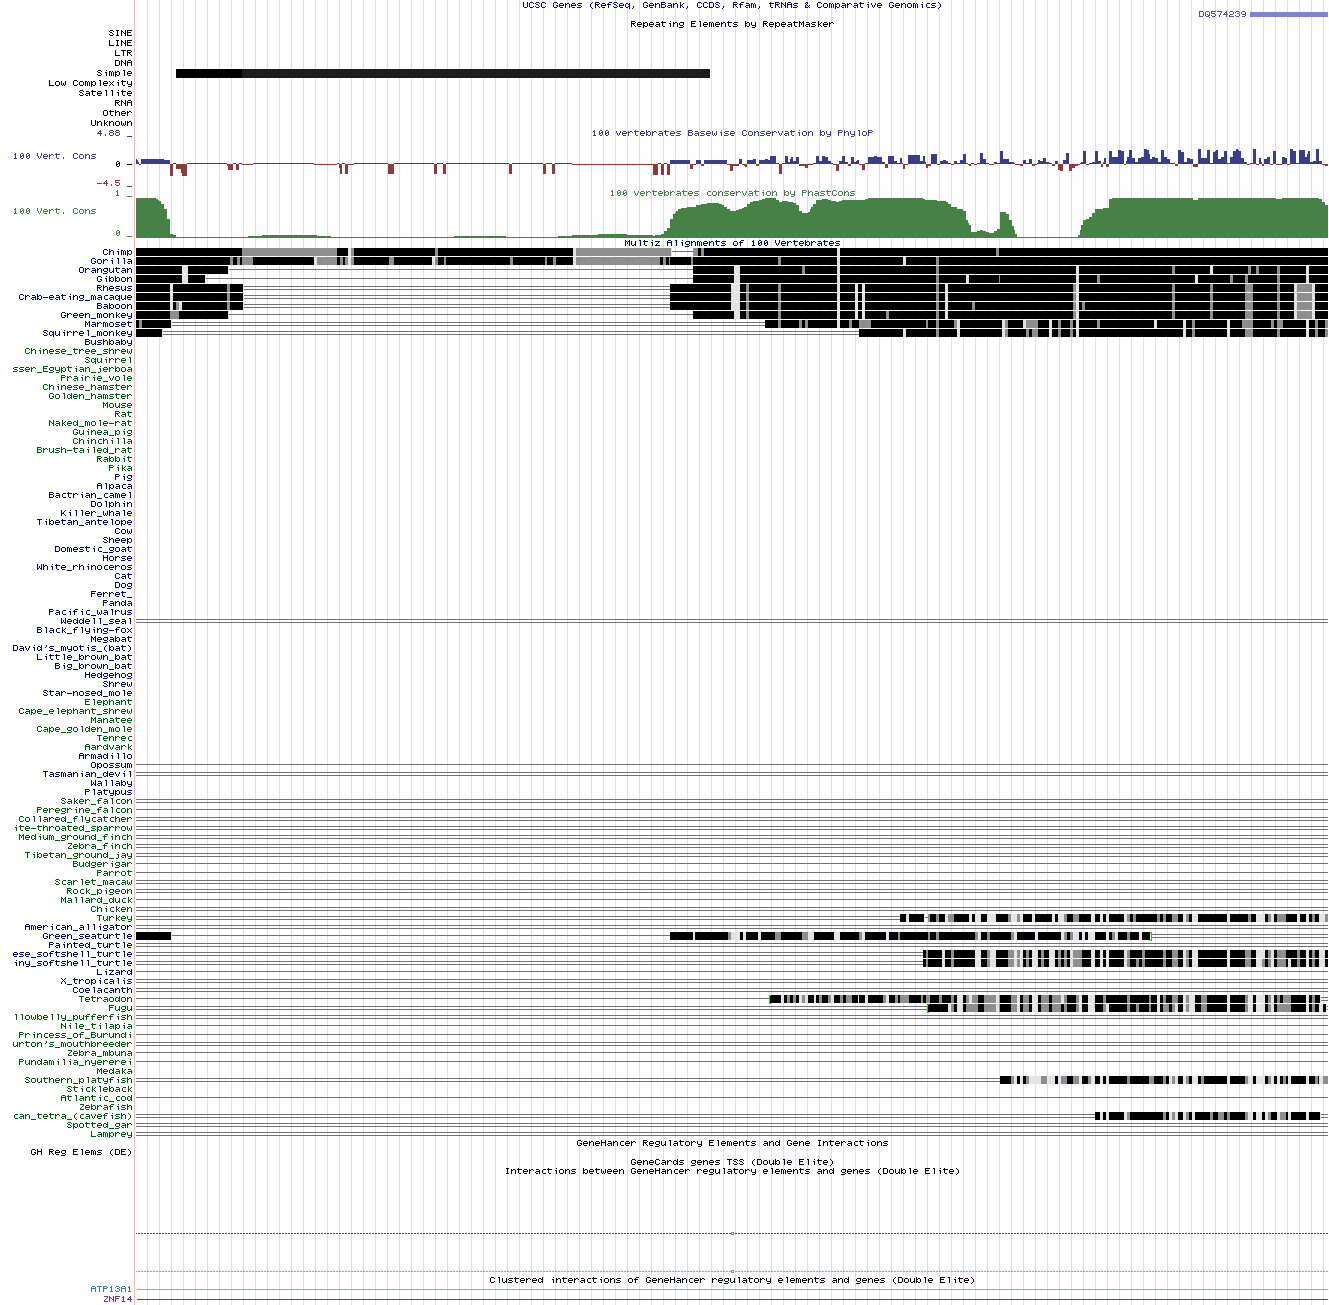 UCSC Genes (RefSeq, GenBank, CCDS, Rfam, tRNAs & Comparative Genomics)
DQ574239
Repeating Elements by RepeatMasker
SINE
LINE
LTR
DNA
Simple
Low Complexity
Satellite
RNA
Other
Unknown
4.88 _
100 vertebrates Basewise Conservation by PhyloP
100 Vert. Cons
0 _
-4.5 _
1 _
100 vertebrates conservation by PhastCons
100 Vert. Cons
0 _
Multiz Alignments of 100 Vertebrates
Chimp
Gorilla
Orangutan
Gibbon
Rhesus
Crab-eating_macaque
Baboon
Green_monkey
Marmoset
Squirrel_monkey
Bushbaby
Chinese_tree_shrew
Squirrel
sser_Egyptian_jerboa
Prairie_vole
Chinese_hamster
Golden_hamster
Mouse
Rat
Naked_mole-rat
Guinea_pig
Chinchilla
Brush-tailed_rat
Rabbit
Pika
Pig
Alpaca
Bactrian_camel
Dolphin
Killer_whale
Tibetan_antelope
Cow
Sheep
Domestic_goat
Horse
White_rhinoceros
Cat
Dog
Ferret_
Panda
Pacific_walrus
Weddell_seal
Black_flying-fox
Megabat
David's_myotis_(bat)
Little_brown_bat
Big_brown_bat
Hedgehog
Shrew
Star-nosed_mole
Elephant
Cape_elephant_shrew
Manatee
Cape_golden_mole
Tenrec
Aardvark
Armadillo
Opossum
Tasmanian_devil
Wallaby
Platypus
Saker_falcon
Peregrine_falcon
Collared_flycatcher
ite-throated_sparrow
Medium_ground_finch
Zebra_finch
Tibetan_ground_jay
Budgerigar
Parrot
Scarlet_macaw
Rock_pigeon
Mallard_duck
Chicken
Turkey
American_alligator
Green_seaturtle
Painted_turtle
ese_softshell_turtle
iny_softshell_turtle
Lizard
X_tropicalis
Coelacanth
Tetraodon
Fugu
llowbelly_pufferfish
Nile_tilapia
Princess_of_Burundi
urton's_mouthbreeder
Zebra_mbuna
Pundamilia_nyererei
Medaka
Southern_platyfish
Stickleback
Atlantic_cod
Zebrafish
can_tetra_(cavefish)
Spotted_gar
Lamprey
GeneHancer Regulatory Elements and Gene Interactions
GH Reg Elems (DE)
GeneCards genes TSS (Double Elite)
Interactions between GeneHancer regulatory elements and genes (Double Elite)
Clustered interactions of GeneHancer regulatory elements and genes (Double Elite)
ATP13A1
ZNF14